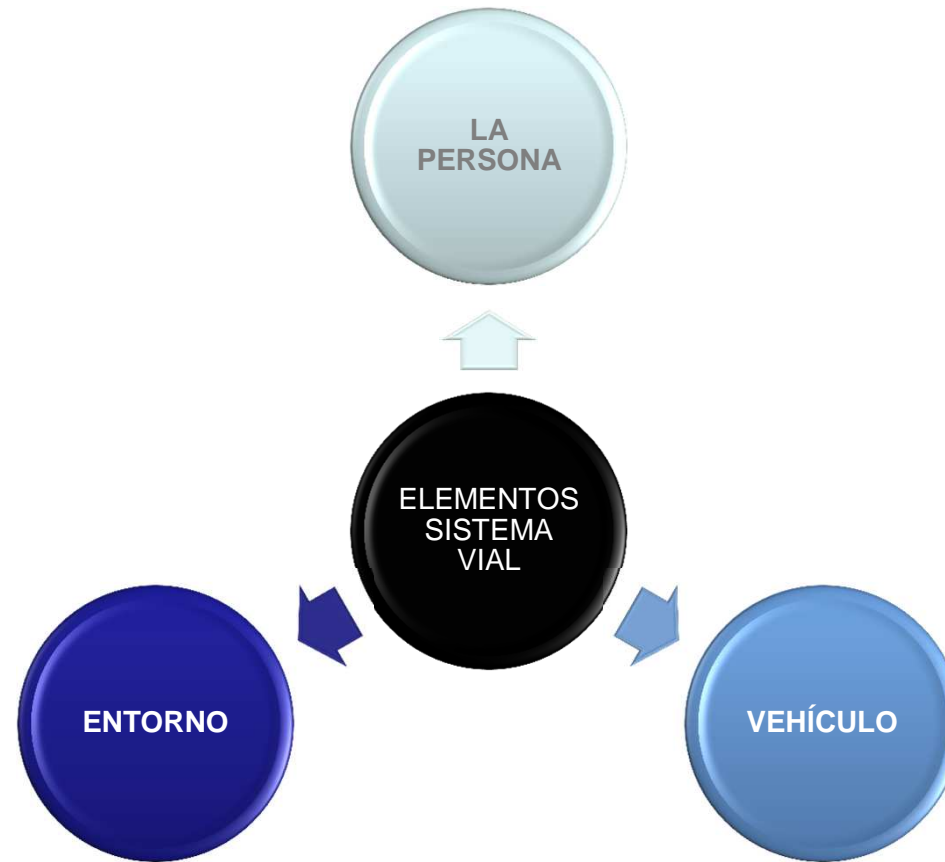 LA
PERSONA
ELEMENTOS
SISTEMA
VIAL
ENTORNO
VEHÍCULO